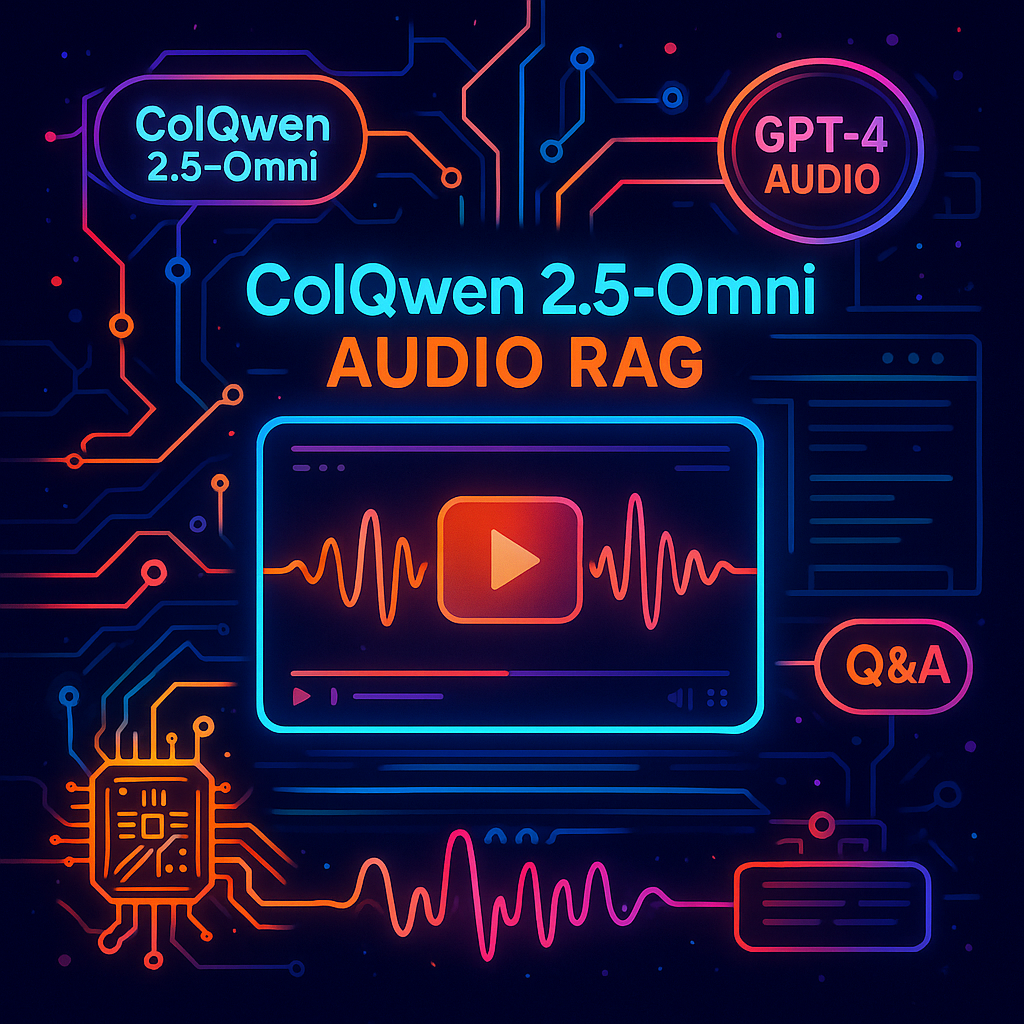 ColQwen
2.5-Omni
GPT-4
AUDIO
ColQwen 2.5-Omni
AUDIO RAG
Q&A